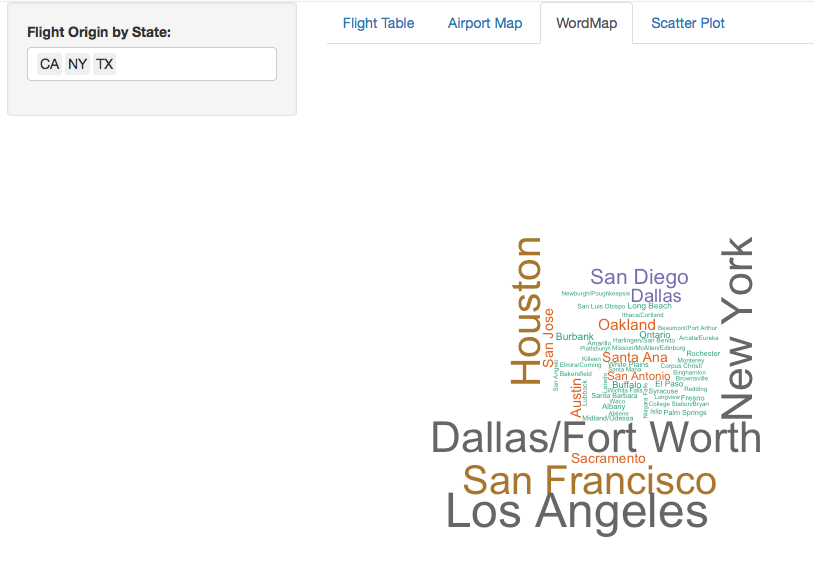 Flight Table Airport Map WordMap Scatter Plot
Flight Origin by State:
CA NY TX
Houston
New York
San Diego
Newburgh/Poughkeepsie
Dallas
San Luis Obispo
Long Beach
Ithaca/Cortland
San Jose
Oakland
Beaumont/Port Arthur
Burbank
Ontario
Arcata/Eureka
Amarillo
Harlingen/San Benito
Plattsburgh
Mission/McAllen/Edinburg
Rochester
Killeen
Santa Ana
Monterey
San Angelo
Elmira/Corning
White Plains
Corpus Christi
Santa Maria
Bakersfield
Laredo
San Antonio
Binghamton
Brownsville
Austin
Lubbock
Buffalo
El Paso
Wichita Falls
Syracuse
Redding
Santa Barbara
Niagara Falls
Longview
Fresno
Waco
College Station/Bryan
Albany
Islip
Palm Springs
Abilene
Midland/Odessa
Dallas/Fort Worth
Sacramento
San Francisco
Los Angeles